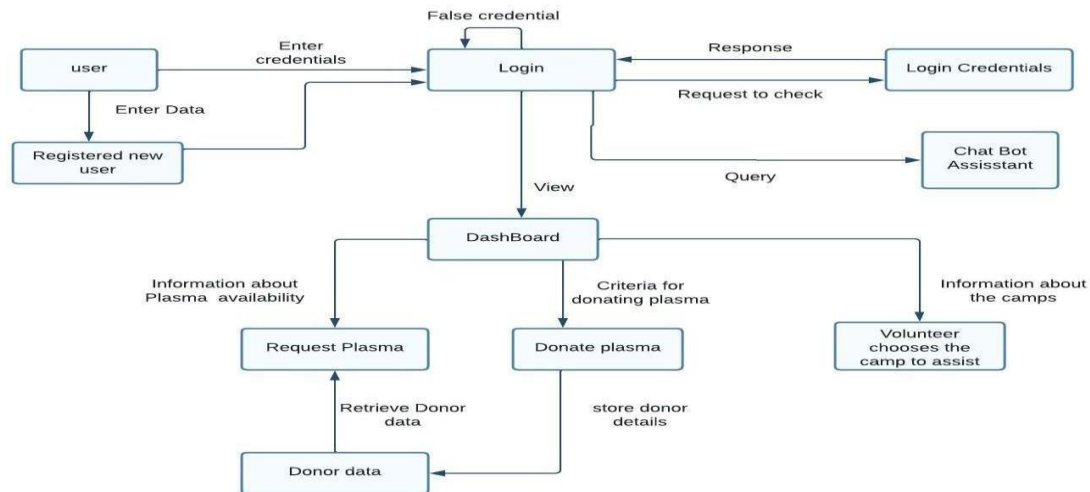 False credential
Enter
credentials
Response
user
Login
Login Credentials
Enter Data
Request to check
Registered new
user
Chat Bot
Assisstant
Query
View
DashBoard
Information about
Plasma availability
Criteria for
donating plasma
Information about
the camps
Request Plasma
Donate plasma
Volunteer
chooses the
camp to assist
Retrieve Donor
data
store donor
details
Donor data